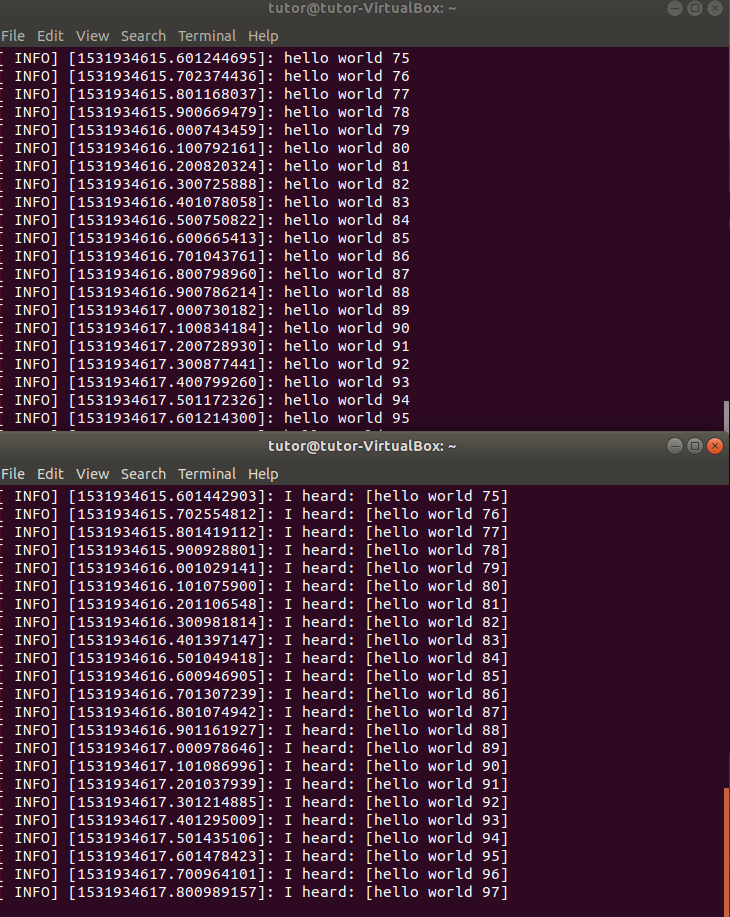 tutor@tutor-VirtualBox: ~
File Edit View Search Terminal Help
[ INFO] [1531934615.601244695]: hello world 75
[ INFO] [1531934615.702374436]: hello world 76
[ INFO] [1531934615.801168037]: hello world 77
[ INFO] [1531934615.900669479]: hello world 78
[ INFO] [1531934616.000743459]: hello world 79
[ INFO] [1531934616.100792161]: hello world 80
[ INFO] [1531934616.200820324]: hello world 81
[ INFO] [1531934616.300725888]: hello world 82
[ INFO] [1531934616.401078058]: hello world 83
[ INFO] [1531934616.500750822]: hello world 84
[ INFO] [1531934616.600665413]: hello world 85
[ INFO] [1531934616.701043761]: hello world 86
[ INFO] [1531934616.800798960]: hello world 87
[ INFO] [1531934616.900786214]: hello world 88
[ INFO] [1531934617.000730182]: hello world 89
[ INFO] [1531934617.100834184]: hello world 90
[ INFO] [1531934617.200728930]: hello world 91
[ INFO] [1531934617.300877441]: hello world 92
[ INFO] [1531934617.400799260]: hello world 93
[ INFO] [1531934617.501172326]: hello world 94
[ INFO] [1531934617.601214300]: hello world 95
tutor@tutor-VirtualBox: ~
File Edit View Search Terminal Help
[ INFO] [1531934615.601442903]: I heard: [hello world 75]
[ INFO] [1531934615.702554812]: I heard: [hello world 76]
[ INFO] [1531934615.801419112]: I heard: [hello world 77]
[ INFO] [1531934615.900928801]: I heard: [hello world 78]
[ INFO] [1531934616.001029141]: I heard: [hello world 79]
[ INFO] [1531934616.101075900]: I heard: [hello world 80]
[ INFO] [1531934616.201106548]: I heard: [hello world 81]
[ INFO] [1531934616.300981814]: I heard: [hello world 82]
[ INFO] [1531934616.401397147]: I heard: [hello world 83]
[ INFO] [1531934616.501049418]: I heard: [hello world 84]
[ INFO] [1531934616.600946905]: I heard: [hello world 85]
[ INFO] [1531934616.701307239]: I heard: [hello world 86]
[ INFO] [1531934616.801074942]: I heard: [hello world 87]
[ INFO] [1531934616.901161927]: I heard: [hello world 88]
[ INFO] [1531934617.000978646]: I heard: [hello world 89]
[ INFO] [1531934617.101086996]: I heard: [hello world 90]
[ INFO] [1531934617.201037939]: I heard: [hello world 91]
[ INFO] [1531934617.301214885]: I heard: [hello world 92]
[ INFO] [1531934617.401295009]: I heard: [hello world 93]
[ INFO] [1531934617.501435106]: I heard: [hello world 94]
[ INFO] [1531934617.601478423]: I heard: [hello world 95]
[ INFO] [1531934617.700964101]: I heard: [hello world 96]
[ INFO] [1531934617.800989157]: I heard: [hello world 97]